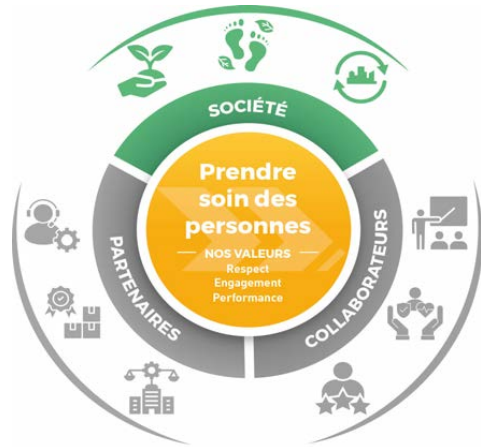 SOCIÉTÉ
Prendre
soin des
personnes
NOS VALEURS
Respect
Engagement
Performance
PARTENAIRES
COLLABORATEURS